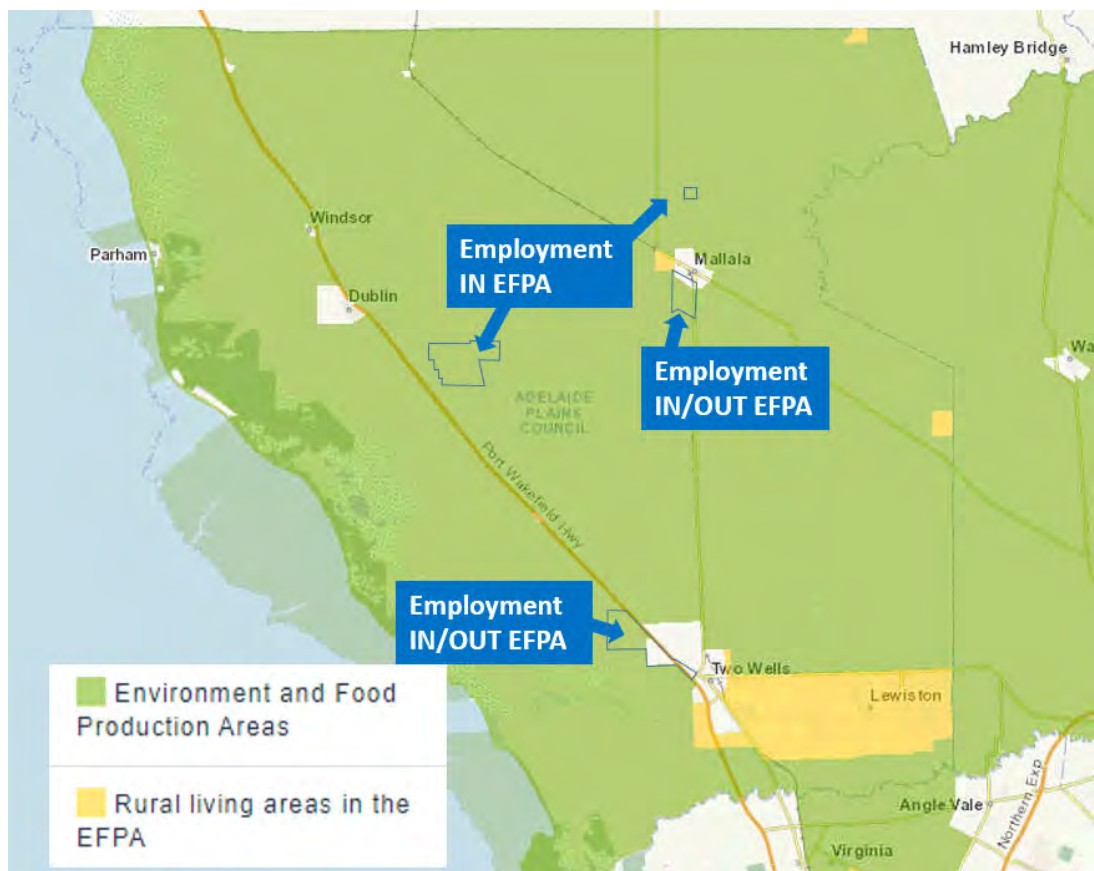 Hamley Bridge
Windsor
Parham
Employment
IN EFPA
Mallala
Dublin
Employment
IN/OUT EFPA
ADELAIDE
PLAINS
COUNCIL
Port Wakefield Hwy
Employment
IN/OUT EFPA
Two Wells
Lewiston
Environment and Food
Production Areas
Rural living areas in the
EFPA
Angle Vale
Northern Exp
Virginia
Wa